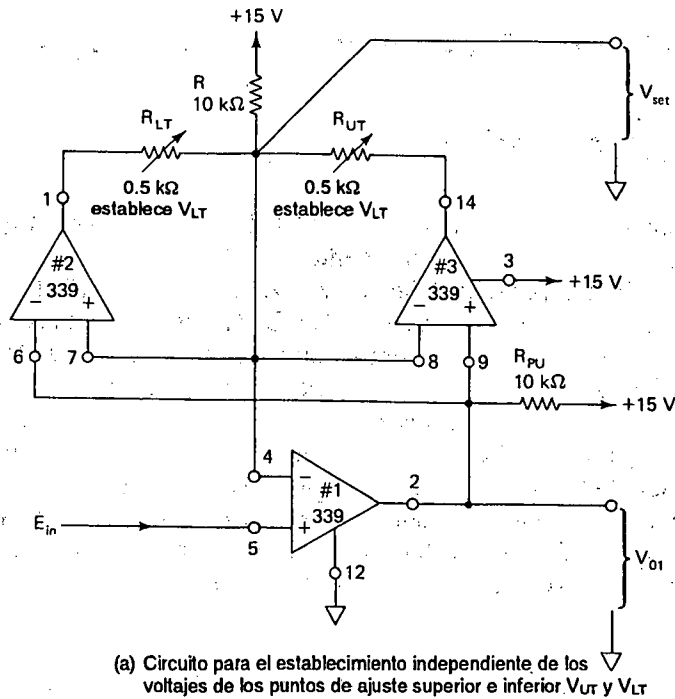 +15 V
R
10 kΩ
R_LT
R_UT
V_set
0.5 kΩ
establece V_LT
0.5 kΩ
establece V_LT
1
14
#2
339
− +
#3
339
− +
3
+15 V
6
7
8
9
R_PU
10 kΩ
+15 V
4
−
#1
339
+
2
E_in
5
12
V_01
(a) Circuito para el establecimiento independiente de los
voltajes de los puntos de ajuste superior e inferior V_UT y V_LT